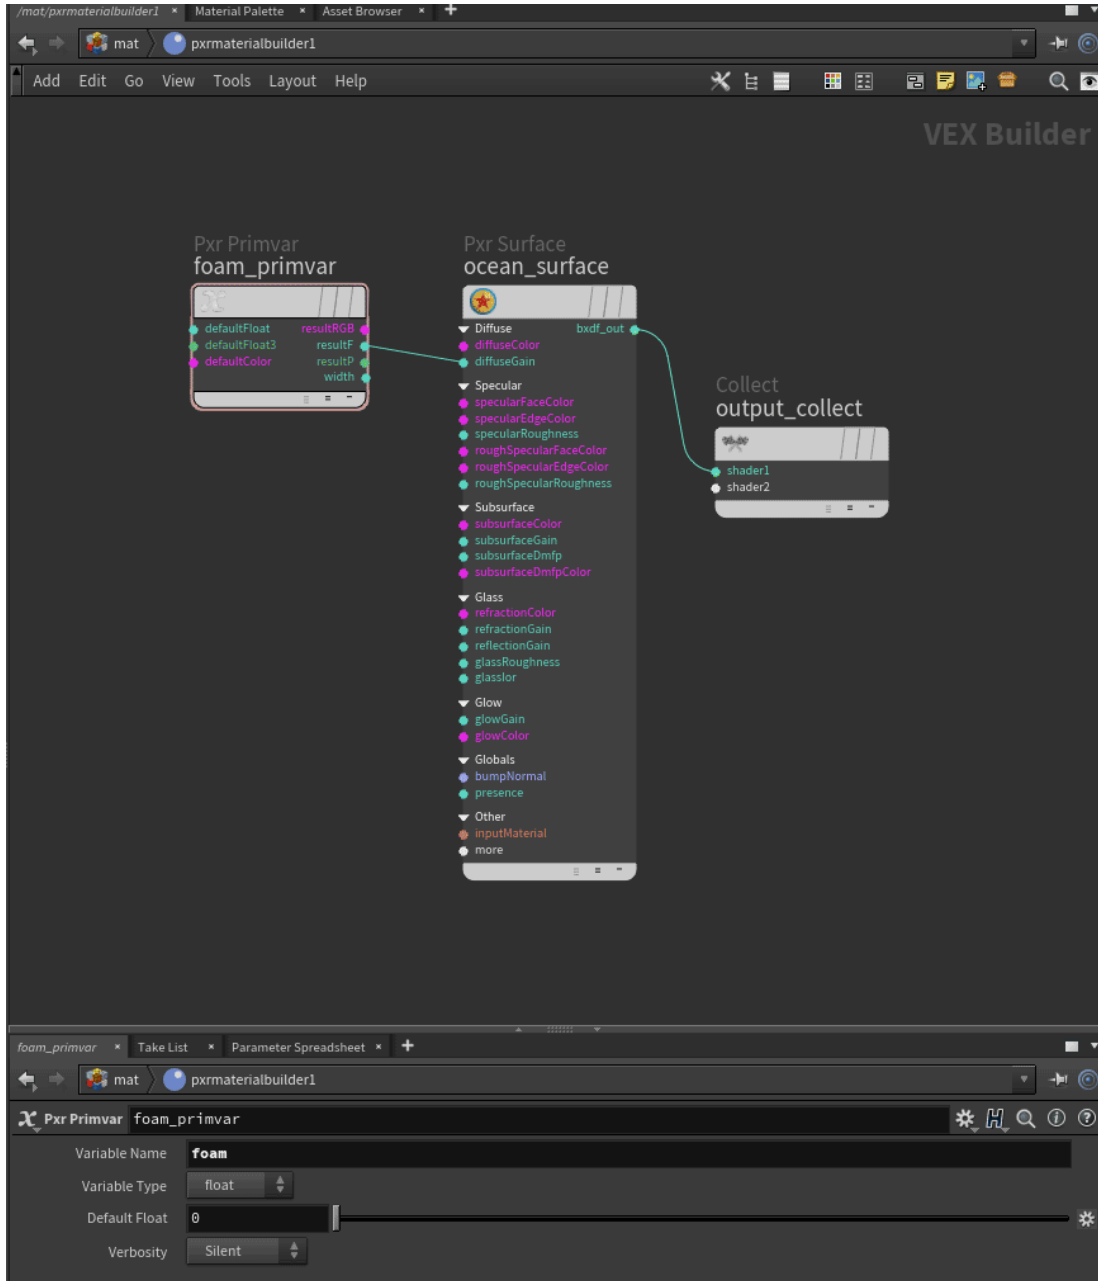 /mat/pxrmaterialbuilder1 × Material Palette × Asset Browser × +
mat pxrmaterialbuilder1
Add Edit Go View Tools Layout Help
VEX Builder
Pxr Primvar
foam_primvar
defaultFloat resultRGB
defaultFloat3 resultF
defaultColor resultP
width
Pxr Surface
ocean_surface
Diffuse bxdf_out
diffuseColor
diffuseGain
Specular
specularFaceColor
specularEdgeColor
specularRoughness
roughSpecularFaceColor
roughSpecularEdgeColor
roughSpecularRoughness
Subsurface
subsurfaceColor
subsurfaceGain
subsurfaceDmfp
subsurfaceDmfpColor
Glass
refractionColor
refractionGain
reflectionGain
glassRoughness
glassIor
Glow
glowGain
glowColor
Globals
bumpNormal
presence
Other
inputMaterial
more
Collect
output_collect
shader1
shader2
foam_primvar × Take List × Parameter Spreadsheet × +
mat pxrmaterialbuilder1
Pxr Primvar foam_primvar
Variable Name foam
Variable Type float
Default Float 0
Verbosity Silent